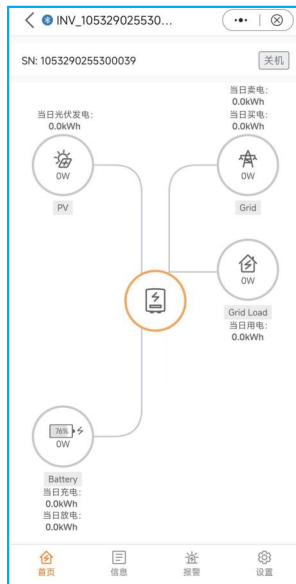 INV_105329025530...
SN: 1053290255300039
关机
当日光伏发电:
0.0kWh
0W
PV
当日卖电:
0.0kWh
当日买电:
0.0kWh
0W
Grid
0W
Grid Load
当日用电:
0.0kWh
76%
0W
Battery
当日充电:
0.0kWh
当日放电:
0.0kWh
首页
信息
报警
设置